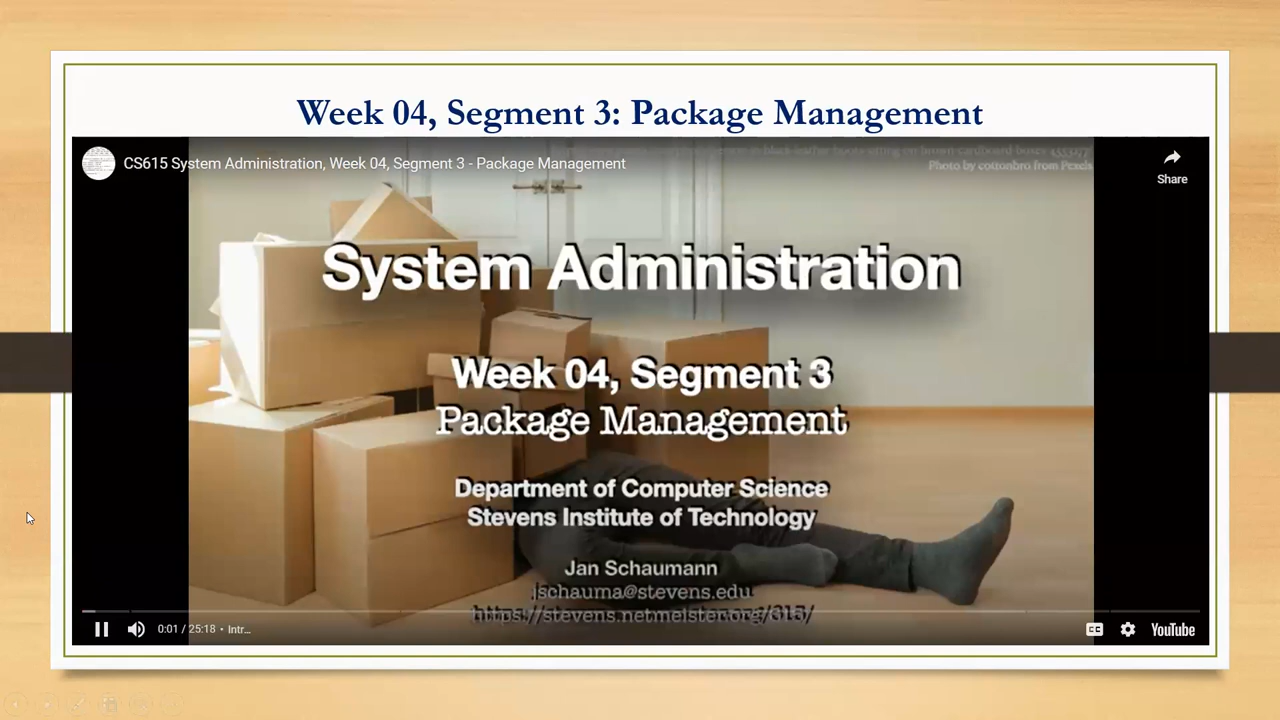 Week 04, Segment 3: Package Management
CS615 System Administration, Week 04, Segment 3 - Package Management
Photo by cottonbro from Pexels
Share
System Administration
Week 04, Segment 3
Package Management
Department of Computer Science
Stevens Institute of Technology
Jan Schaumann
jschauma@stevens.edu
https://stevens.netmeister.org/615/
0:01 / 25:18 • Intr...
CC
YouTube